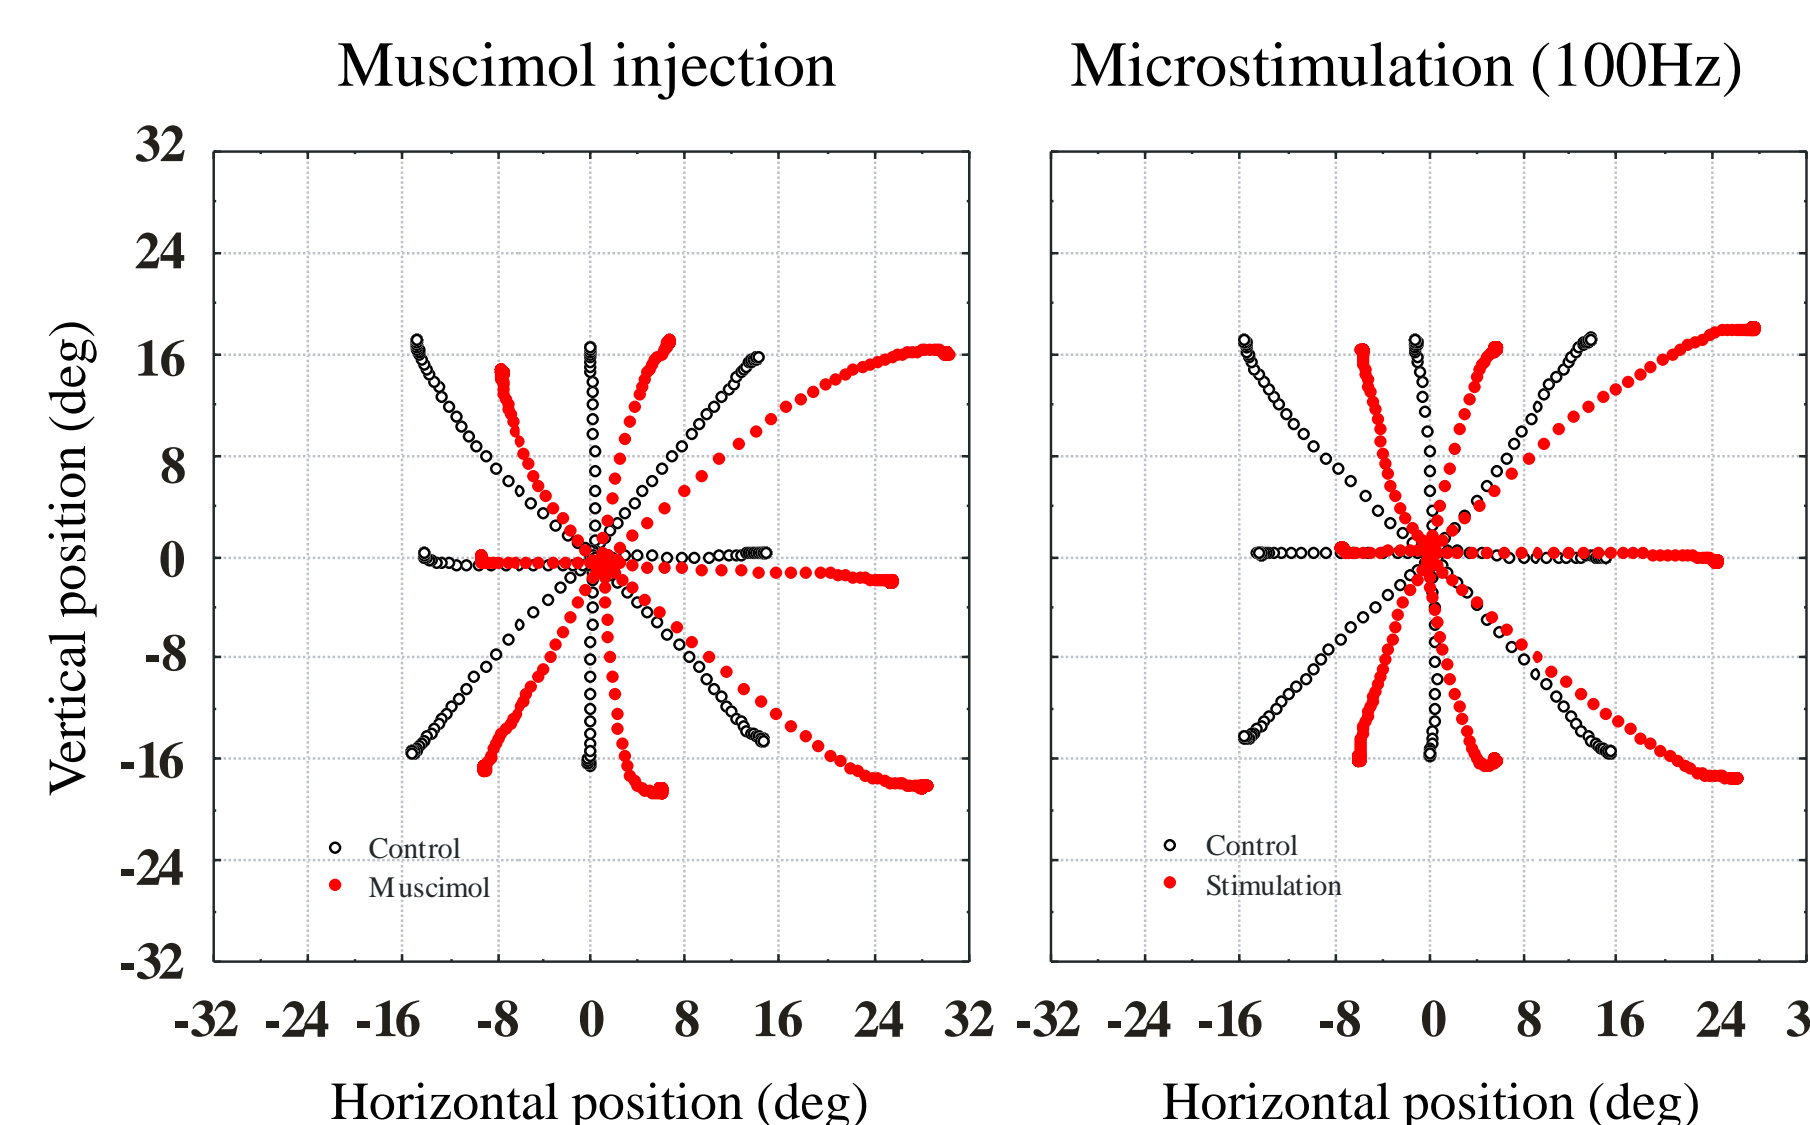 Muscimol injection
Microstimulation (100Hz)
Vertical position (deg)
32
24
16
8
0
-8
-16
-24
-32
Control
Muscimol
Control
Stimulation
-32 -24 -16 -8 0 8 16 24 32
-32 -24 -16 -8 0 8 16 24 3
Horizontal position (deg)
Horizontal position (deg)